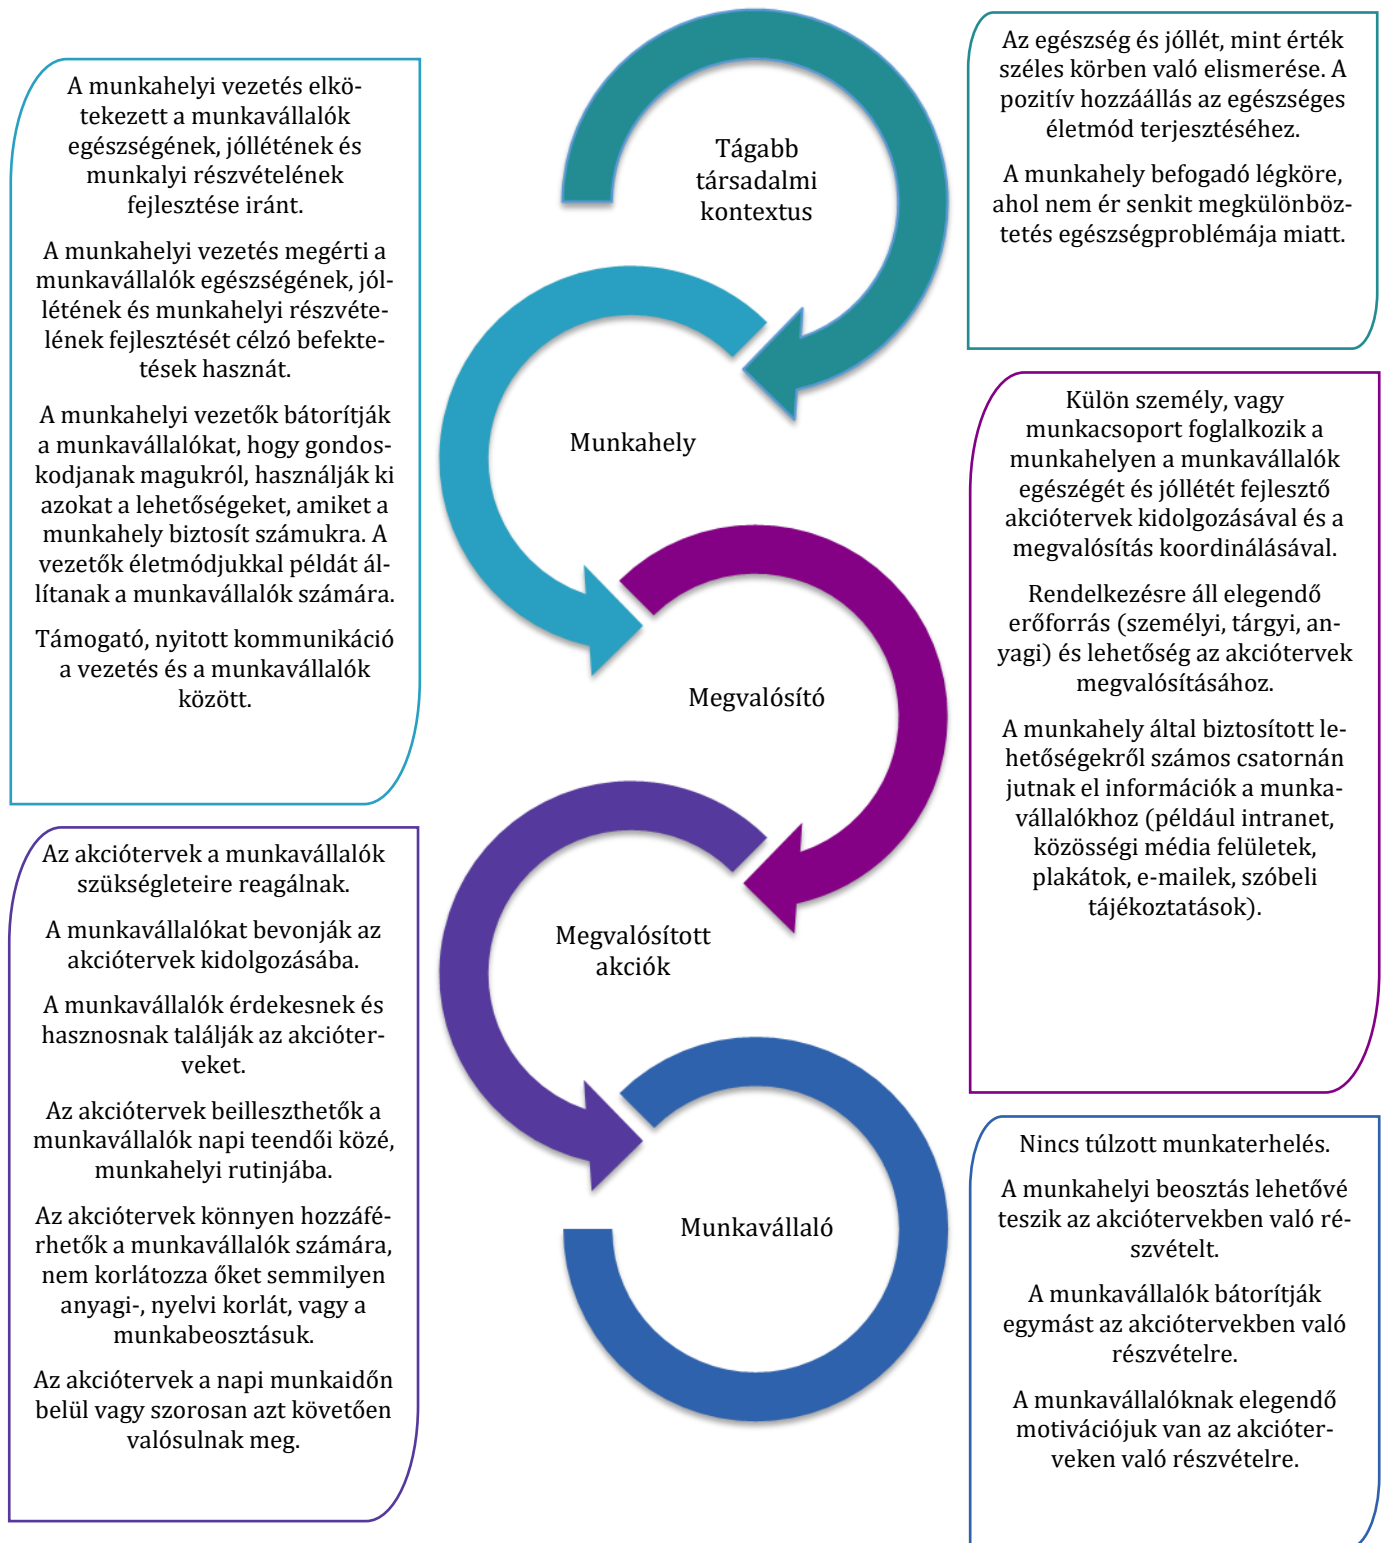 Tágabb
társadalmi
kontextus
Az egészség és jóllét, mint érték
széles körben való elismerése. A
pozitív hozzáállás az egészséges
életmód terjesztéséhez.
A munkahely befogadó légköre,
ahol nem ér senkit megkülönböz-
tetés egészségproblémája miatt.
Munkahely
A munkahelyi vezetés elkö-
tekezett a munkavállalók
egészségének, jóllétének és
munkalyi részvételének
fejlesztése iránt.
A munkahelyi vezetés megérti a
munkavállalók egészségének, jól-
létének és munkahelyi részvéte-
lének fejlesztését célzó befekte-
tések hasznát.
A munkahelyi vezetők bátorítják
a munkavállalókat, hogy gondos-
kodjanak magukról, használják ki
azokat a lehetőségeket, amiket a
munkahely biztosít számukra. A
vezetők életmódjukkal példát ál-
lítanak a munkavállalók számára.
Támogató, nyitott kommunikáció
a vezetés és a munkavállalók
között.
Megvalósító
Külön személy, vagy
munkacsoport foglalkozik a
munkahelyen a munkavállalók
egészégét és jóllétét fejlesztő
akciótervek kidolgozásával és a
megvalósítás koordinálásával.
Rendelkezésre áll elegendő
erőforrás (személyi, tárgyi, an-
yagi) és lehetőség az akciótervek
megvalósításához.
A munkahely által biztosított le-
hetőségekről számos csatornán
jutnak el információk a munka-
vállalókhoz (például intranet,
közösségi média felületek,
plakátok, e-mailek, szóbeli
tájékoztatások).
Megvalósított
akciók
Az akciótervek a munkavállalók
szükségleteire reagálnak.
A munkavállalókat bevonják az
akciótervek kidolgozásába.
A munkavállalók érdekesnek és
hasznosnak találják az akcióter-
veket.
Az akciótervek beilleszthetők a
munkavállalók napi teendői közé,
munkahelyi rutinjába.
Az akciótervek könnyen hozzáfé-
rhetők a munkavállalók számára,
nem korlátozza őket semmilyen
anyagi-, nyelvi korlát, vagy a
munkabeosztásuk.
Az akciótervek a napi munkaidőn
belül vagy szorosan azt követően
valósulnak meg.
Munkavállaló
Nincs túlzott munkaterhelés.
A munkahelyi beosztás lehetővé
teszik az akciótervekben való ré-
szvételt.
A munkavállalók bátorítják
egymást az akciótervekben való
részvételre.
A munkavállalóknak elegendő
motivációjuk van az akcióter-
veken való részvételre.